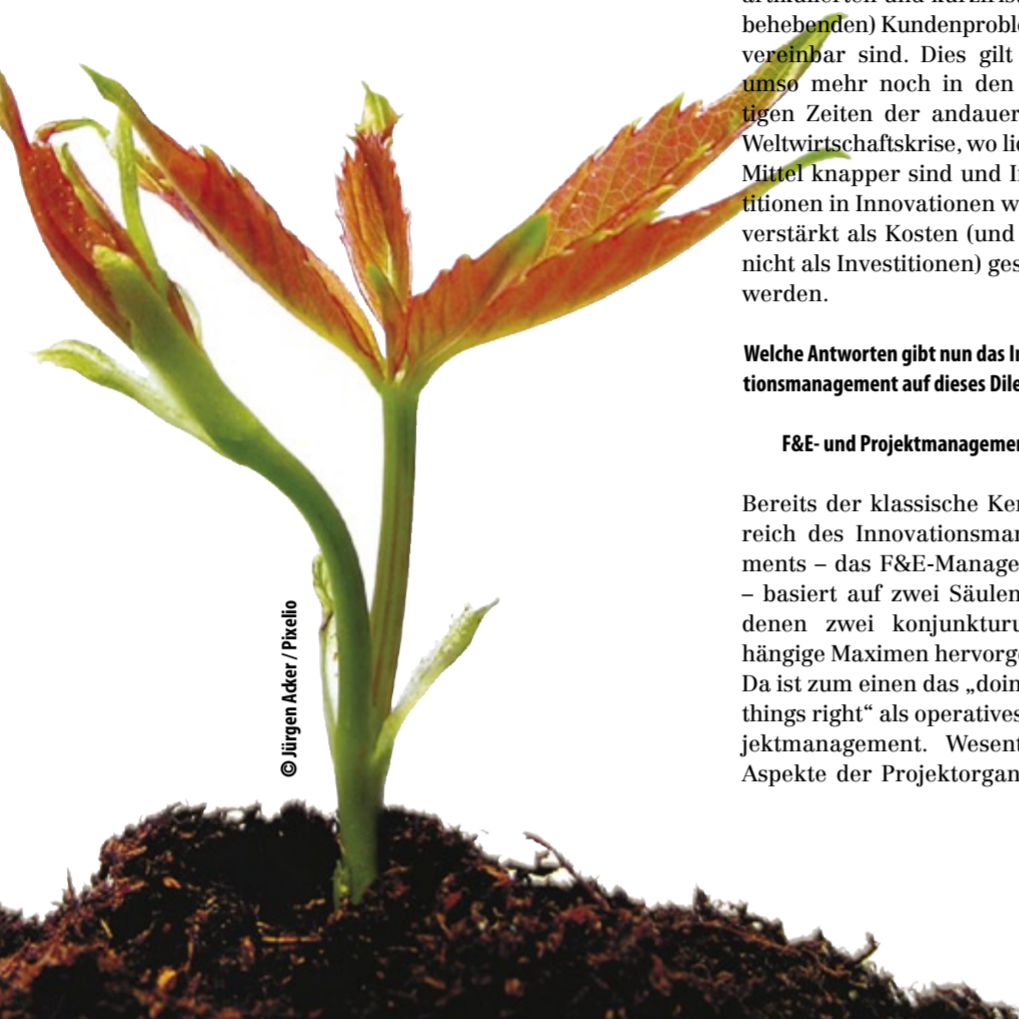 behebenden) Kundenproble
vereinbar sind. Dies gilt
umso mehr noch in den
tigen Zeiten der andauer
Weltwirtschaftskrise, wo li
Mittel knapper sind und I
titionen in Innovationen w
verstärkt als Kosten (und
nicht als Investitionen) ges
werden.
Welche Antworten gibt nun das I
tionsmanagement auf dieses Dile
F&E- und Projektmanageme
Bereits der klassische Ker
reich des Innovationsma
ments – das F&E-Manage
– basiert auf zwei Säulen
denen zwei konjunktur
hängige Maximen hervorg
Da ist zum einen das „doin
things right“ als operatives
jektmanagement. Wesent
Aspekte der Projektorgan
© Jürgen Acker / Pixelio